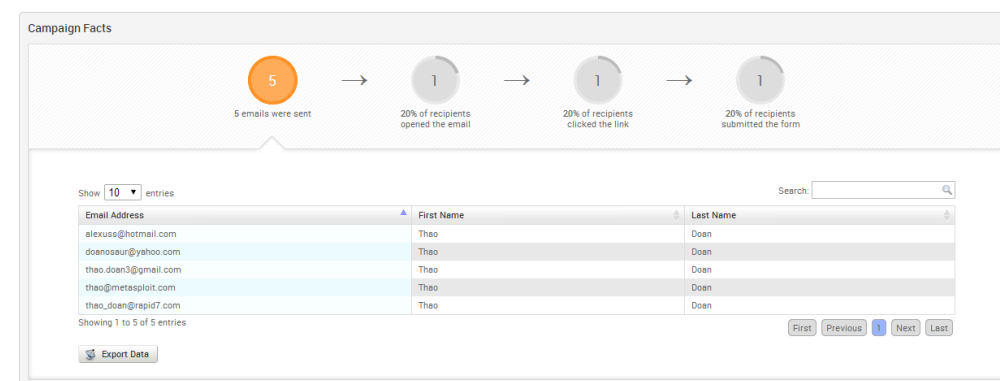 Campaign Facts
5 1 1 1
5 emails were sent 20% of recipients 20% of recipients 20% of recipients
opened the email clicked the link submitted the form
Show 10 entries Search:
Email Address First Name Last Name
alexuss@hotmail.com Thao Doan
doanosaur@yahoo.com Thao Doan
thao.doan3@gmail.com Thao Doan
thao@metasploit.com Thao Doan
thao_doan@rapid7.com Thao Doan
Showing 1 to 5 of 5 entries First Previous 1 Next Last
Export Data